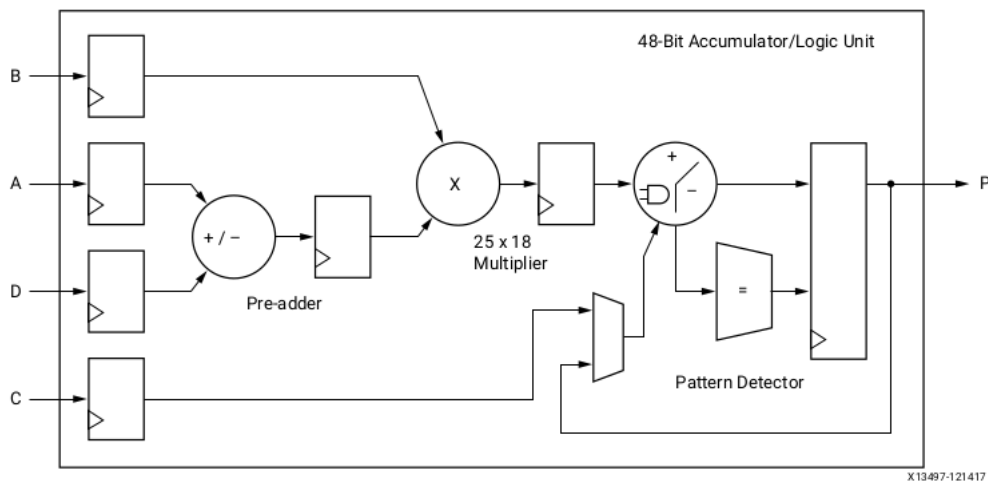 48-Bit Accumulator/Logic Unit
B
A
D
C
+ / −
Pre-adder
X
25 x 18
Multiplier
+
−
=
Pattern Detector
P
X13497-121417